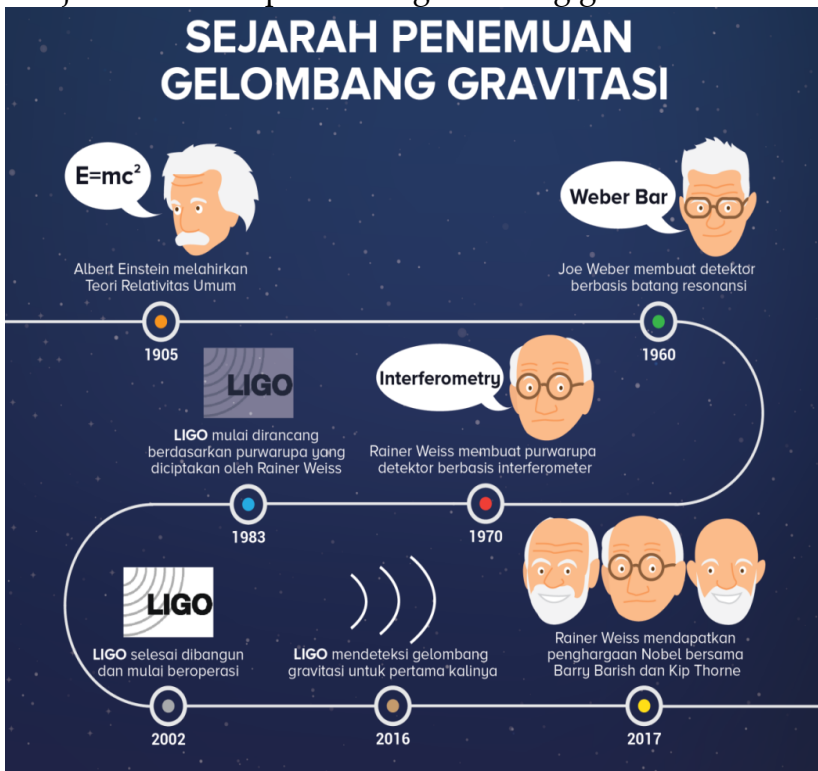 SEJARAH PENEMUAN
GELOMBANG GRAVITASI
E=mc²
Albert Einstein melahirkan
Teori Relativitas Umum
1905
Weber Bar
Joe Weber membuat detektor
berbasis batang resonansi
1960
Interferometry
Rainer Weiss membuat purwarupa
detektor berbasis interferometer
1970
LIGO
LIGO mulai dirancang
berdasarkan purwarupa yang
diciptakan oleh Rainer Weiss
1983
LIGO
LIGO selesai dibangun
dan mulai beroperasi
2002
LIGO mendeteksi gelombang
gravitasi untuk pertama kalinya
2016
Rainer Weiss mendapatkan
penghargaan Nobel bersama
Barry Barish dan Kip Thorne
2017